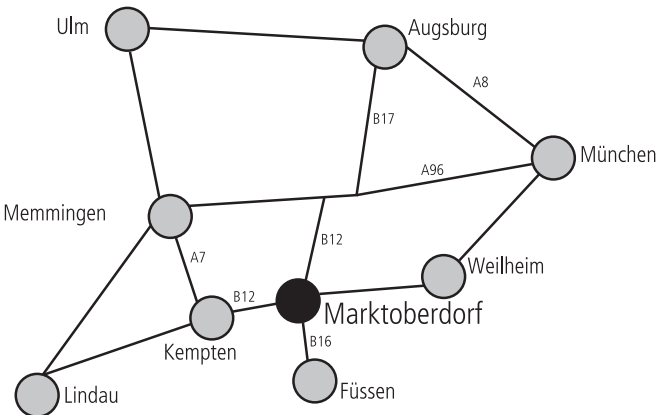 Ulm
Augsburg
A8
B17
München
A96
Memmingen
B12
A7
Weilheim
B12
Marktoberdorf
B16
Kempten
Füssen
Lindau